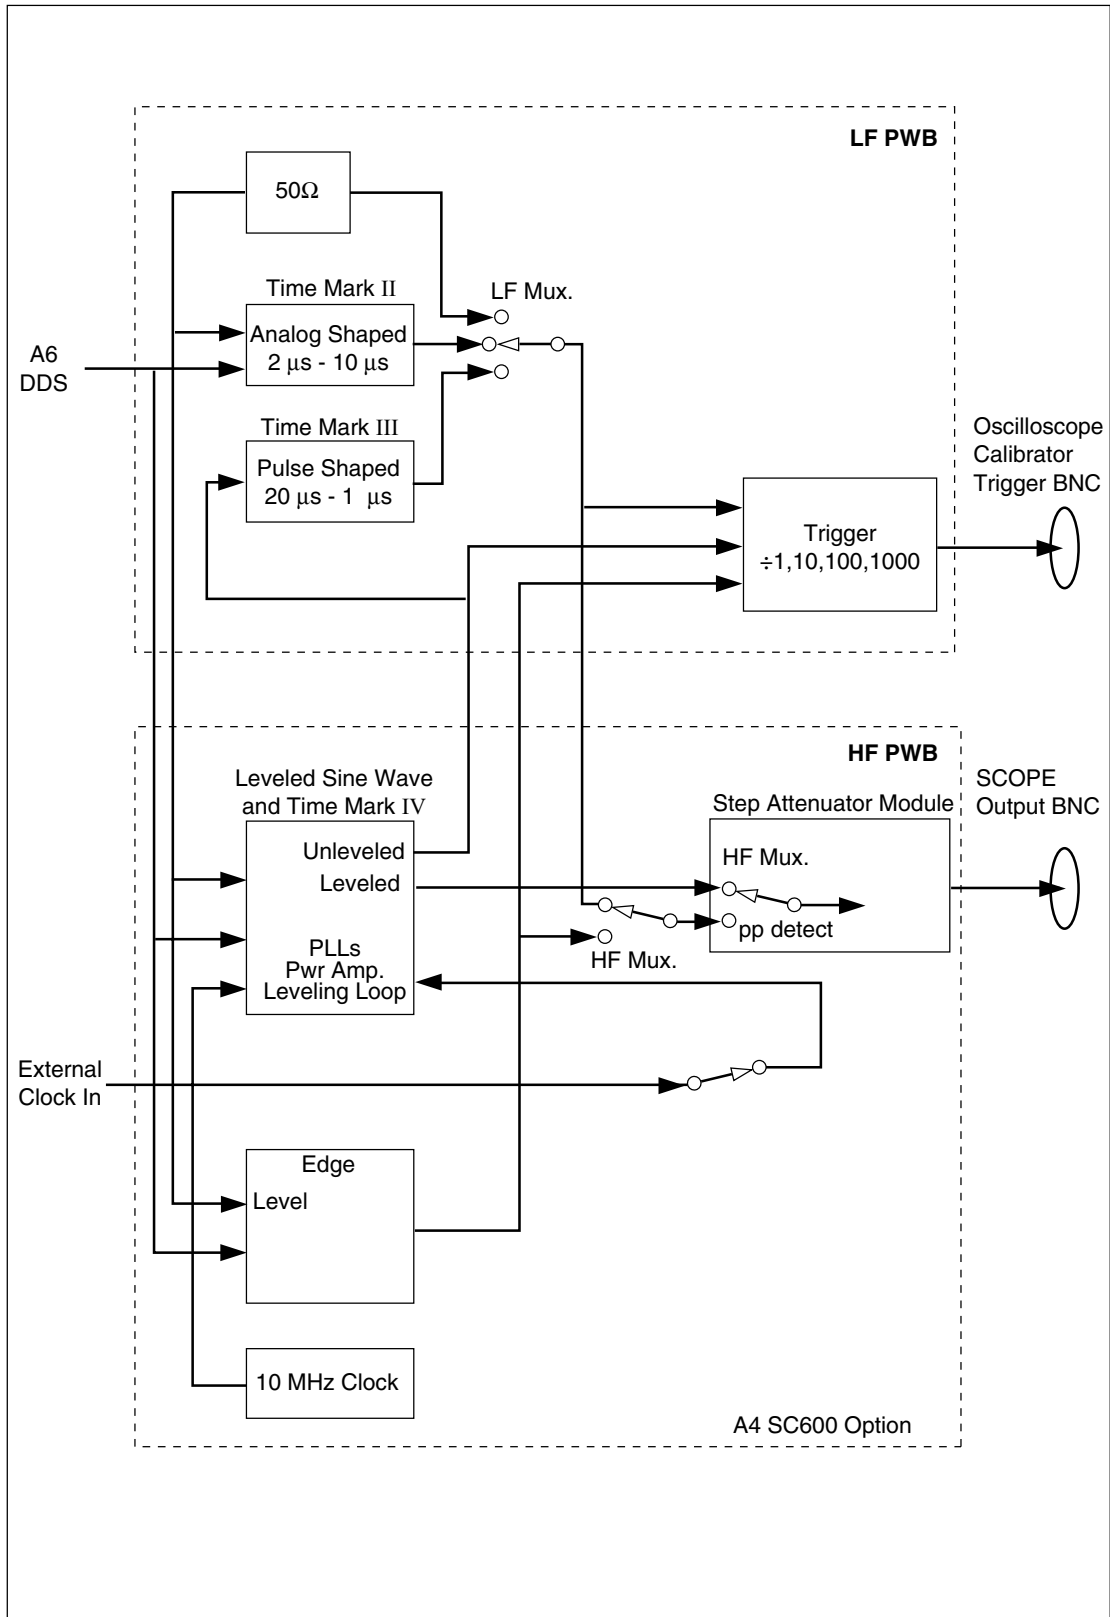 LF PWB
50Ω
Time Mark II
LF Mux.
Analog Shaped
2 µs - 10 µs
A6
DDS
Time Mark III
Pulse Shaped
20 µs - 1 µs
Oscilloscope
Calibrator
Trigger BNC
Trigger
÷1,10,100,1000
HF PWB
Leveled Sine Wave
and Time Mark IV
Step Attenuator Module
SCOPE
Output BNC
Unleveled
Leveled
HF Mux.
pp detect
HF Mux.
PLLs
Pwr Amp.
Leveling Loop
External
Clock In
Edge
Level
10 MHz Clock
A4 SC600 Option